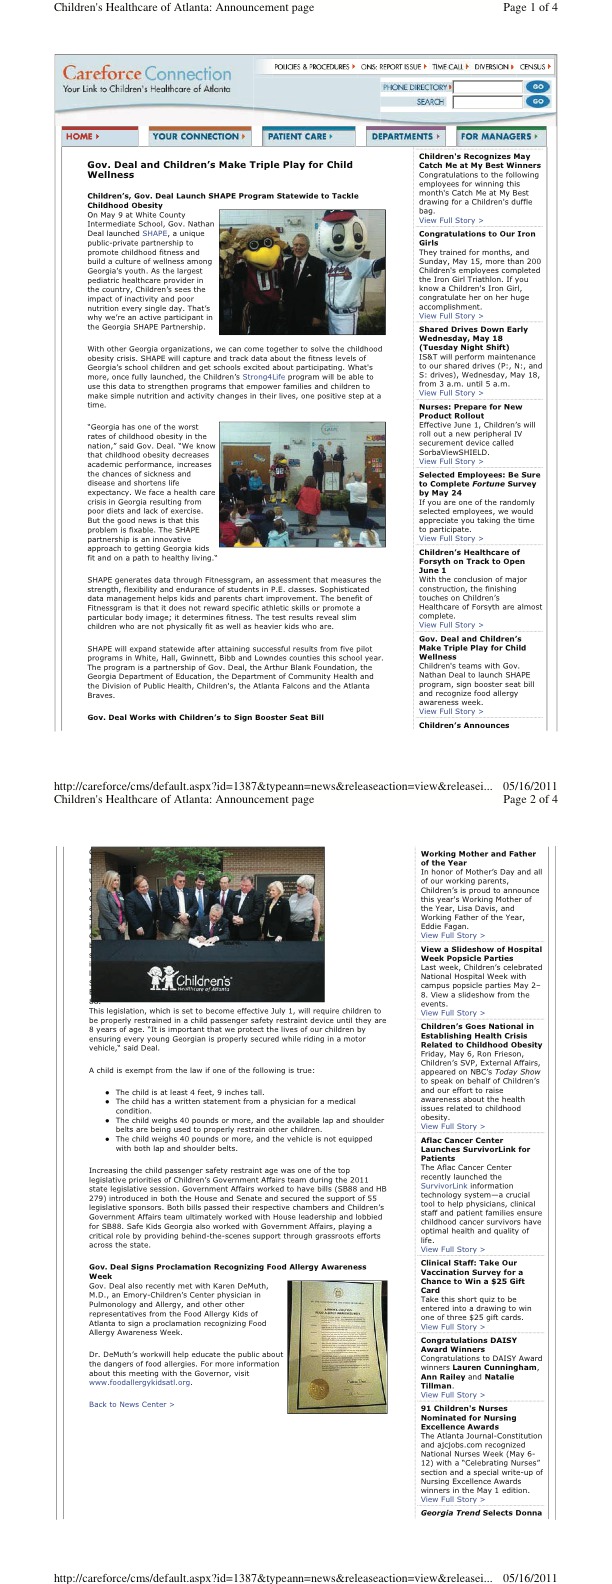 Children's Healthcare of Atlanta: Announcement page
Page 1 of 4
Careforce Connection
Your Link to Children's Healthcare of Atlanta
POLICIES & PROCEDURES
ONS: REPORT ISSUE
TIME CALL
DIVERSION
CENSUS
PHONE DIRECTORY
GO
SEARCH
GO
HOME
YOUR CONNECTION
PATIENT CARE
DEPARTMENTS
FOR MANAGERS
Gov. Deal and Children’s Make Triple Play for Child
Wellness
Children’s, Gov. Deal Launch SHAPE Program Statewide to Tackle
Childhood Obesity
On May 9 at White County
Intermediate School, Gov. Nathan
Deal launched SHAPE, a unique
public-private partnership to
promote childhood fitness and
build a culture of wellness among
Georgia’s youth. As the largest
pediatric healthcare provider in
the country, Children’s sees the
impact of inactivity and poor
nutrition every single day. That’s
why we’re an active participant in
the Georgia SHAPE Partnership.
With other Georgia organizations, we can come together to solve the childhood
obesity crisis. SHAPE will capture and track data about the fitness levels of
Georgia’s school children and get schools excited about participating. What’s
more, once fully launched, the Children’s Strong4Life program will be able to
use this data to strengthen programs that empower families and children to
make simple nutrition and activity changes in their lives, one positive step at a
time.
“Georgia has one of the worst
rates of childhood obesity in the
nation,” said Gov. Deal. “We know
that childhood obesity decreases
academic performance, increases
the chances of sickness and
disease and shortens life
expectancy. We face a health care
crisis in Georgia resulting from
poor diets and lack of exercise.
But the good news is that this
problem is fixable. The SHAPE
partnership is an innovative
approach to getting Georgia kids
fit and on a path to healthy living.”
SHAPE generates data through Fitnessgram, an assessment that measures the
strength, flexibility and endurance of students in P.E. classes. Sophisticated
data management helps kids and parents chart improvement. The benefit of
Fitnessgram is that it does not reward specific athletic skills or promote a
particular body image; it determines fitness. The test results reveal slim
children who are not physically fit as well as heavier kids who are.
SHAPE will expand statewide after attaining successful results from five pilot
programs in White, Hall, Gwinnett, Bibb and Lowndes counties this school year.
The program is a partnership of Gov. Deal, the Arthur Blank Foundation, the
Georgia Department of Education, the Department of Community Health and
the Division of Public Health, Children’s, the Atlanta Falcons and the Atlanta
Braves.
Gov. Deal Works with Children’s to Sign Booster Seat Bill
Children's Recognizes May
Catch Me at My Best Winners
Congratulations to the following
employees for winning this
month's Catch Me at My Best
drawing for a Children's duffle
bag.
View Full Story >
Congratulations to Our Iron
Girls
They trained for months, and
Sunday, May 15, more than 200
Children's employees completed
the Iron Girl Triathlon. If you
know a Children's Iron Girl,
congratulate her on her huge
accomplishment.
View Full Story >
Shared Drives Down Early
Wednesday, May 18
(Tuesday Night Shift)
IS&T will perform maintenance
to our shared drives (P:, N:, and
S: drives), Wednesday, May 18,
from 3 a.m. until 5 a.m.
View Full Story >
Nurses: Prepare for New
Product Rollout
Effective June 1, Children’s will
roll out a new peripheral IV
securement device called
SorbaViewSHIELD.
View Full Story >
Selected Employees: Be Sure
to Complete Fortune Survey
by May 24
If you are one of the randomly
selected employees, we would
appreciate you taking the time
to participate.
View Full Story >
Children’s Healthcare of
Forsyth on Track to Open
June 1
With the conclusion of major
construction, the finishing
touches on Children’s
Healthcare of Forsyth are almost
complete.
View Full Story >
Gov. Deal and Children’s
Make Triple Play for Child
Wellness
Children's teams with Gov.
Nathan Deal to launch SHAPE
program, sign booster seat bill
and recognize food allergy
awareness week.
View Full Story >
Children’s Announces
http://careforce/cms/default.aspx?id=1387&typeann=news&releaseaction=view&releasei... 05/16/2011
Children's Healthcare of Atlanta: Announcement page
Page 2 of 4
Children's
Healthcare of Atlanta
This legislation, which is set to become effective July 1, will require children to
be properly restrained in a child passenger safety restraint device until they are
8 years of age. “It is important that we protect the lives of our children by
ensuring every young Georgian is properly secured while riding in a motor
vehicle,” said Deal.
A child is exempt from the law if one of the following is true:
● The child is at least 4 feet, 9 inches tall.
● The child has a written statement from a physician for a medical
condition.
● The child weighs 40 pounds or more, and the available lap and shoulder
belts are being used to properly restrain other children.
● The child weighs 40 pounds or more, and the vehicle is not equipped
with both lap and shoulder belts.
Increasing the child passenger safety restraint age was one of the top
legislative priorities of Children’s Government Affairs team during the 2011
state legislative session. Government Affairs worked to have bills (SB88 and HB
279) introduced in both the House and Senate and secured the support of 55
legislative sponsors. Both bills passed their respective chambers and Children’s
Government Affairs team ultimately worked with House leadership and lobbied
for SB88. Safe Kids Georgia also worked with Government Affairs, playing a
critical role by providing behind-the-scenes support through grassroots efforts
across the state.
Gov. Deal Signs Proclamation Recognizing Food Allergy Awareness
Week
Gov. Deal also recently met with Karen DeMuth,
M.D., an Emory-Children’s Center physician in
Pulmonology and Allergy, and other other
representatives from the Food Allergy Kids of
Atlanta to sign a proclamation recognizing Food
Allergy Awareness Week.
Dr. DeMuth’s workwill help educate the public about
the dangers of food allergies. For more information
about this meeting with the Governor, visit
www.foodallergykidsatl.org.
Back to News Center >
Working Mother and Father
of the Year
In honor of Mother’s Day and all
of our working parents,
Children’s is proud to announce
this year's Working Mother of
the Year, Lisa Davis, and
Working Father of the Year,
Eddie Fagan.
View Full Story >
View a Slideshow of Hospital
Week Popsicle Parties
Last week, Children’s celebrated
National Hospital Week with
campus popsicle parties May 2–
8. View a slideshow from the
events.
View Full Story >
Children’s Goes National in
Establishing Health Crisis
Related to Childhood Obesity
Friday, May 6, Ron Frieson,
Children’s SVP, External Affairs,
appeared on NBC’s Today Show
to speak on behalf of Children’s
and our effort to raise
awareness about the health
issues related to childhood
obesity.
View Full Story >
Aflac Cancer Center
Launches SurvivorLink for
Patients
The Aflac Cancer Center
recently launched the
SurvivorLink information
technology system—a crucial
tool to help physicians, clinical
staff and patient families ensure
childhood cancer survivors have
optimal health and quality of
life.
View Full Story >
Clinical Staff: Take Our
Vaccination Survey for a
Chance to Win a $25 Gift
Card
Take this short quiz to be
entered into a drawing to win
one of three $25 gift cards.
View Full Story >
Congratulations DAISY
Award Winners
Congratulations to DAISY Award
winners Lauren Cunningham,
Ann Railey and Natalie
Tillman.
View Full Story >
91 Children's Nurses
Nominated for Nursing
Excellence Awards
The Atlanta Journal-Constitution
and ajcjobs.com recognized
National Nurses Week (May 6-
12) with a “Celebrating Nurses”
section and a special write-up of
Nursing Excellence Awards
winners in the May 1 edition.
View Full Story >
Georgia Trend Selects Donna
http://careforce/cms/default.aspx?id=1387&typeann=news&releaseaction=view&releasei... 05/16/2011